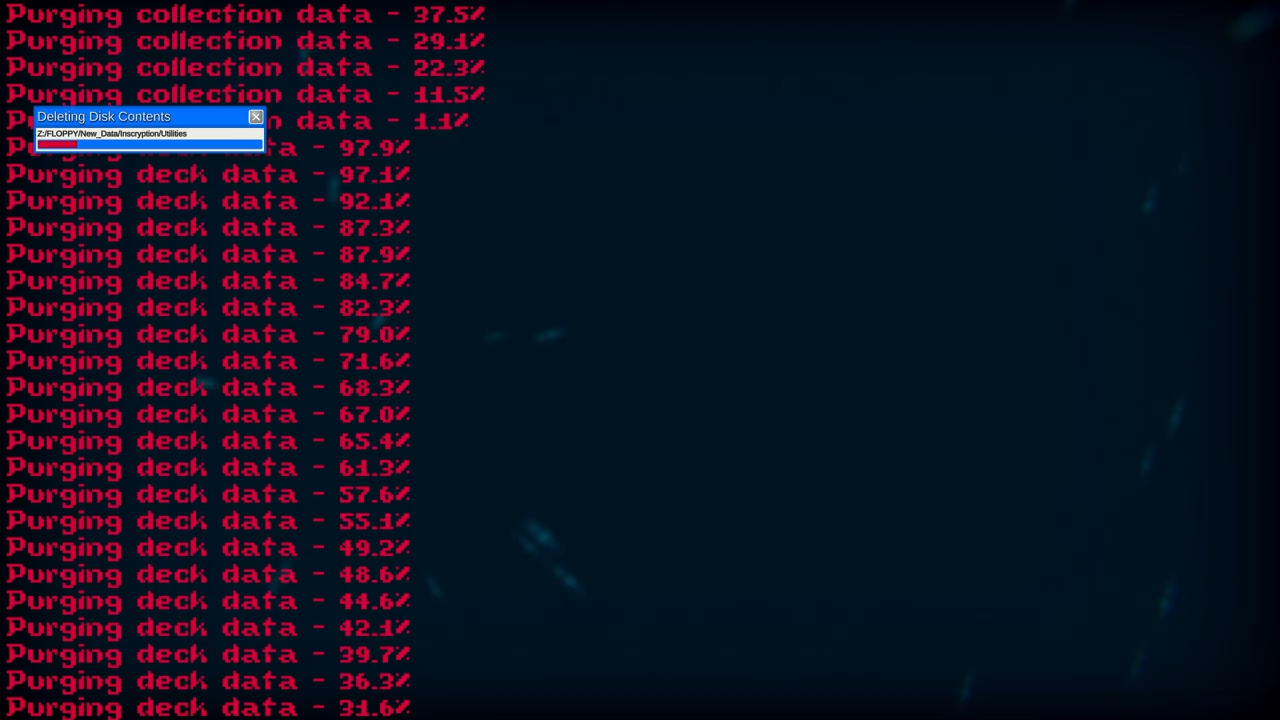 Purging collection data - 37.5%
Purging collection data - 29.1%
Purging collection data - 22.3%
Purging collection data - 11.5%
Deleting Disk Contents
Z:/FLOPPY/New_Data/Inscryption/Utilities
data - 1.1%
data - 97.9%
Purging deck data - 97.1%
Purging deck data - 92.1%
Purging deck data - 87.3%
Purging deck data - 87.9%
Purging deck data - 84.7%
Purging deck data - 82.3%
Purging deck data - 79.0%
Purging deck data - 71.6%
Purging deck data - 68.3%
Purging deck data - 67.0%
Purging deck data - 65.4%
Purging deck data - 61.3%
Purging deck data - 57.6%
Purging deck data - 55.1%
Purging deck data - 49.2%
Purging deck data - 48.6%
Purging deck data - 44.6%
Purging deck data - 42.1%
Purging deck data - 39.7%
Purging deck data - 36.3%
Purging deck data - 31.6%